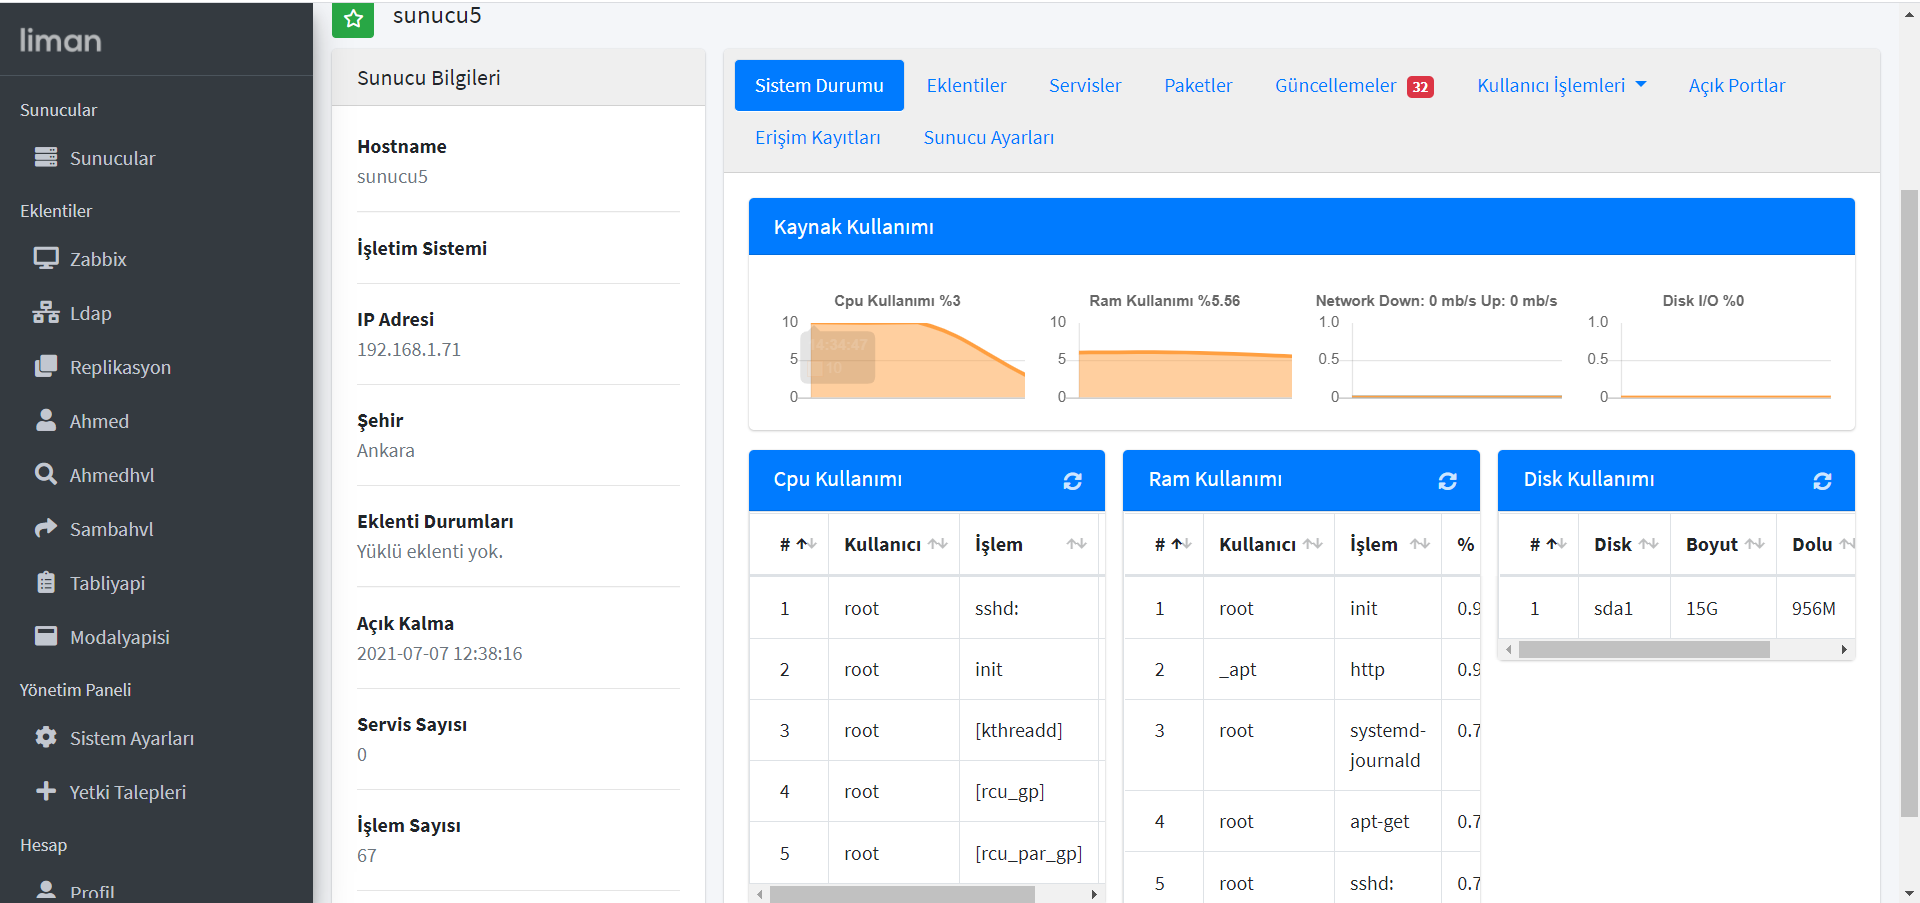 liman
Sunucular
Sunucular
Eklentiler
Zabbix
Ldap
Replikasyon
Ahmed
Ahmedhvl
Sambahvl
Tabliyapi
Modalyapisi
Yönetim Paneli
Sistem Ayarları
Yetki Talepleri
Hesap
Profil
sunucu5
Sunucu Bilgileri
Hostname
sunucu5
İşletim Sistemi
IP Adresi
192.168.1.71
Şehir
Ankara
Eklenti Durumları
Yüklü eklenti yok.
Açık Kalma
2021-07-07 12:38:16
Servis Sayısı
0
İşlem Sayısı
67
Sistem Durumu Eklentiler Servisler Paketler Güncellemeler 32 Kullanıcı İşlemleri Açık Portlar
Erişim Kayıtları Sunucu Ayarları
Kaynak Kullanımı
Cpu Kullanımı %3
10
5
0
14:34:47
10
Ram Kullanımı %5.56
10
5
0
Network Down: 0 mb/s Up: 0 mb/s
1.0
0.5
0
Disk I/O %0
1.0
0.5
0
Cpu Kullanımı
# Kullanıcı İşlem
1 root sshd:
2 root init
3 root [kthreadd]
4 root [rcu_gp]
5 root [rcu_par_gp]
Ram Kullanımı
# Kullanıcı İşlem %
1 root init 0.9
2 _apt http 0.9
3 root systemd- 0.7
journald
4 root apt-get 0.7
5 root sshd: 0.7
Disk Kullanımı
# Disk Boyut Dolu
1 sda1 15G 956M